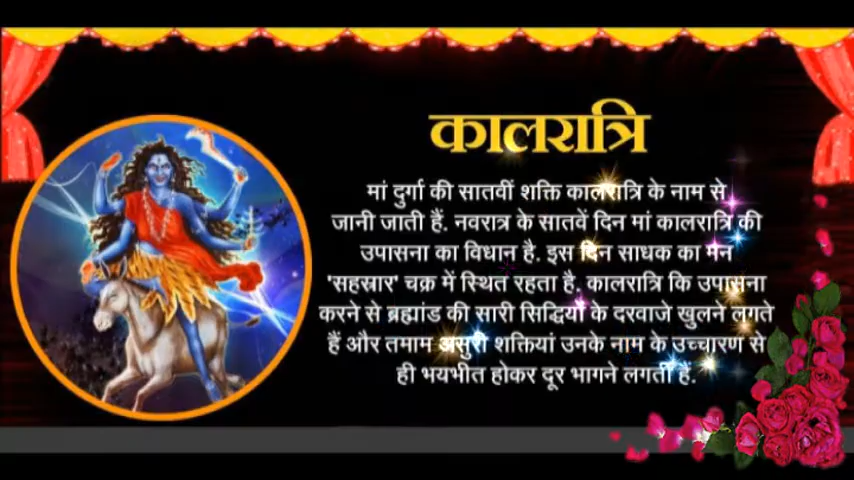 कालरात्रि
मां दुर्गा की सातवीं शक्ति कालरात्रि के नाम से
जानी जाती हैं. नवरात्र के सातवें दिन मां कालरात्रि की
उपासना का विधान है. इस दिन साधक का मन
'सहस्रार' चक्र में स्थित रहता है. कालरात्रि कि उपासना
करने से ब्रह्मांड की सारी सिद्धियों के दरवाजे खुलने लगते
हैं और तमाम असुरी शक्तियां उनके नाम के उच्चारण से
ही भयभीत होकर दूर भागने लगती हैं.